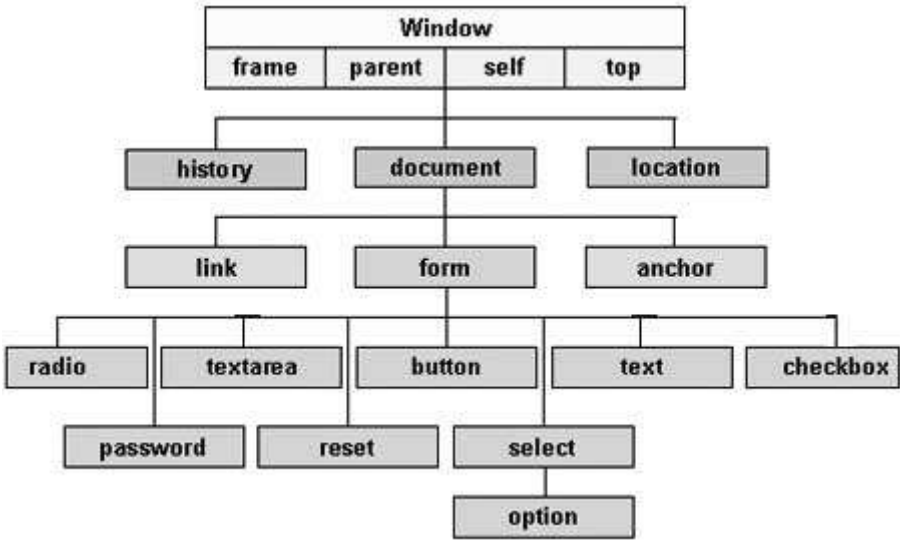 Window
frame parent self top
history document location
link form anchor
radio textarea button text checkbox
password reset select
option